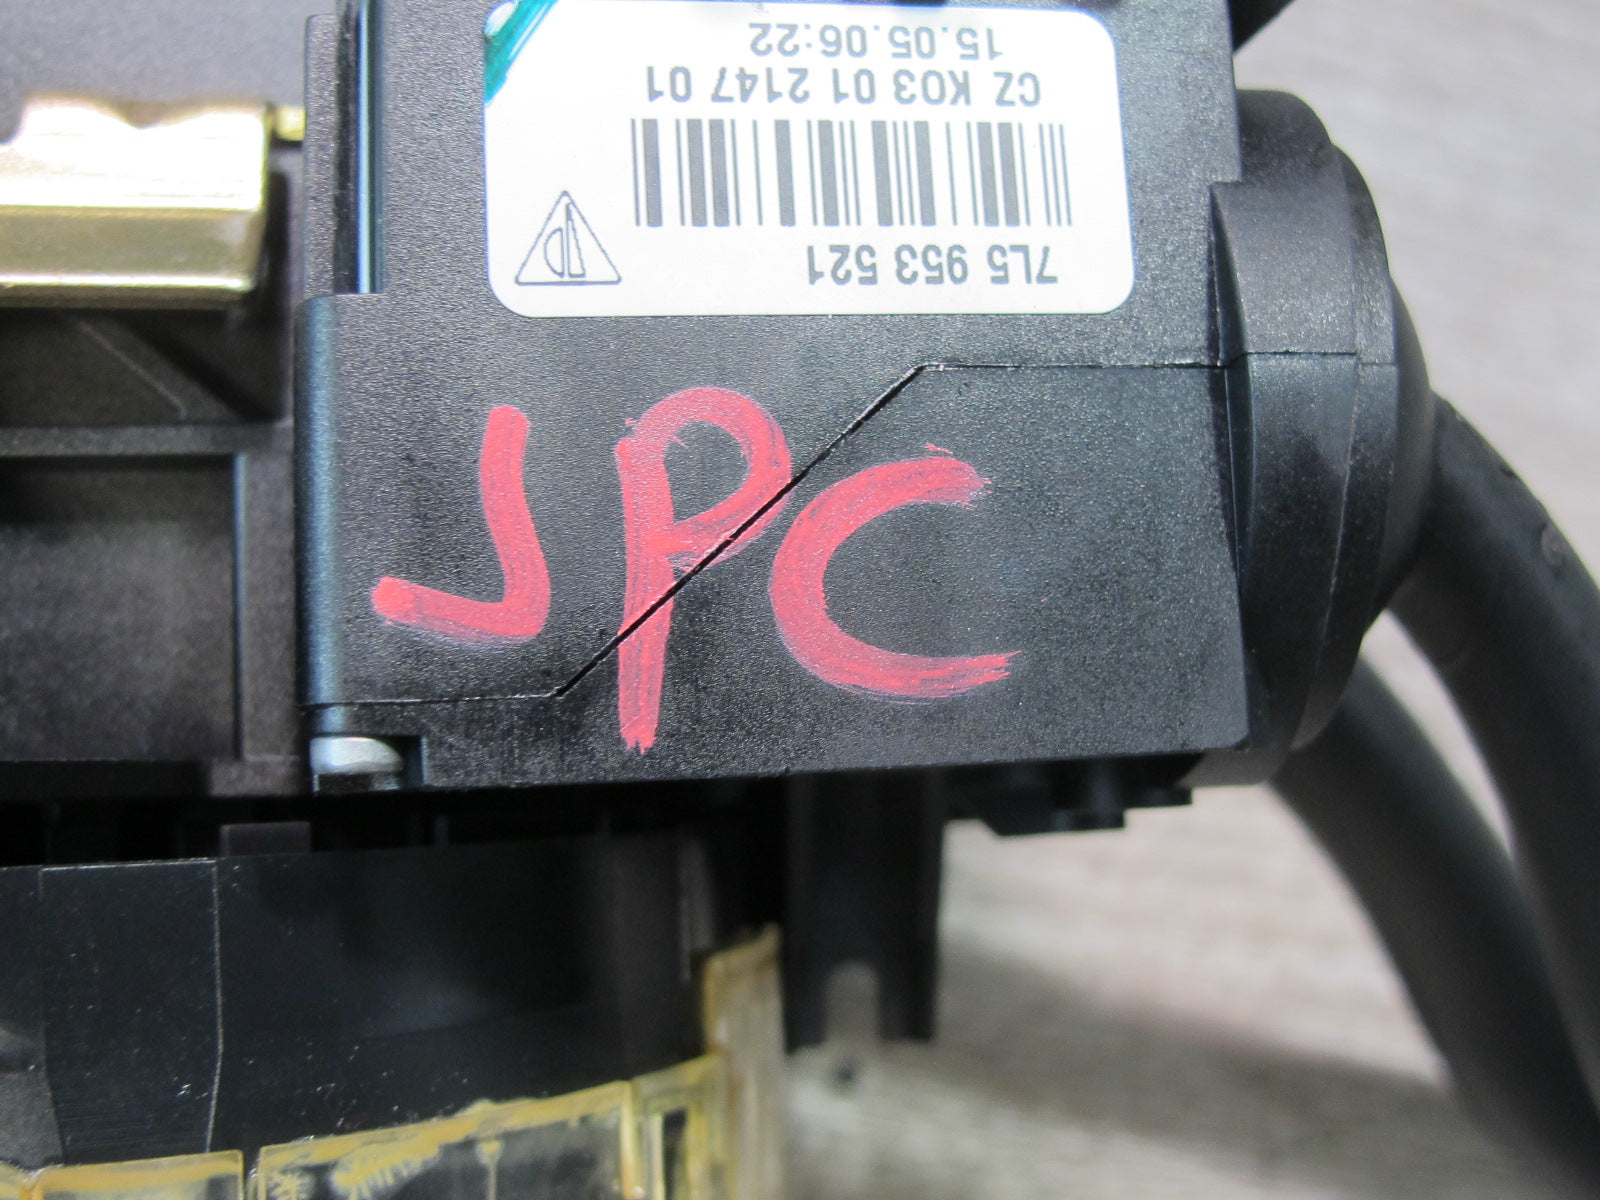 7L5 953 521
CZ K03 01 2147 01
15.05.06:22
JPC